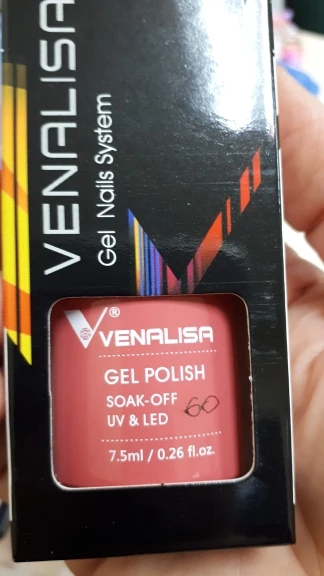 VENALISA
Gel Nails System
V®
VENALISA
GEL POLISH
SOAK-OFF
UV & LED 60
7.5ml / 0.26 fl.oz.